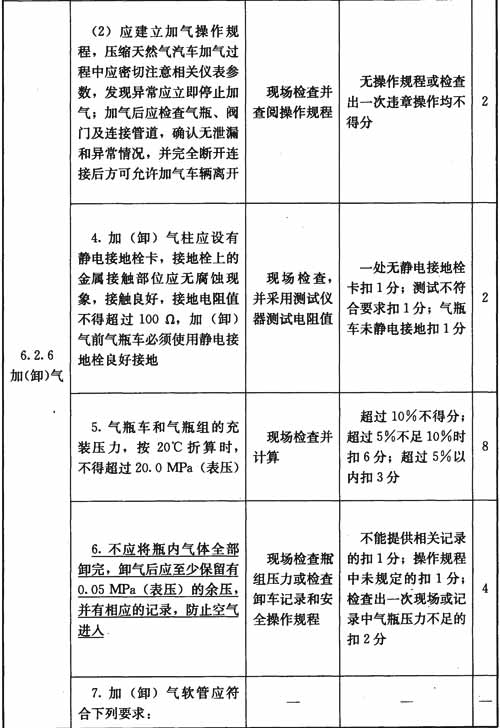 (2) 应建立加气操作规
程，压缩天然气汽车加气过
程中应密切注意相关仪表参
数，发现异常应立即停止加
气；加气后应检查气瓶、阀
门及连接管道，确认无泄漏
和异常情况，并完全断开连
接后方可允许加气车辆离开
现场检查并
查阅操作规程
无操作规程或检查
出一次违章操作均不
得分
2
6.2.6
加(卸)气
4. 加（卸）气柱应设有
静电接地栓卡，接地栓上的
金属接触部位应无腐蚀现
象，接触良好，接地电阻值
不得超过 100 Ω，加（卸）
气前气瓶车必须使用静电接
地栓良好接地
现场检查，
并采用测试仪
器测试电阻值
一处无静电接地栓
卡扣 1 分；测试不符
合要求扣 1 分；气瓶
车未静电接地扣 1 分
2
5. 气瓶车和气瓶组的充
装压力，按 20℃ 折算时，
不得超过 20.0 MPa（表压）
现场检查并
计算
超过 10%不得分；
超过 5%不足 10%时
扣 6 分；超过 5%以
内扣 3 分
8
6. 不应将瓶内气体全部
卸完，卸气后应至少保留有
0.05 MPa（表压）的余压，
并有相应的记录，防止空气
进入
现场检查瓶
组压力或检查
卸车记录和安
全操作规程
不能提供相关记录
的扣 1 分；操作规程
中未规定的扣 1 分；
检查出一次现场或记
录中气瓶压力不足的
扣 2 分
4
7. 加（卸）气软管应符
合下列要求：
—
—
—